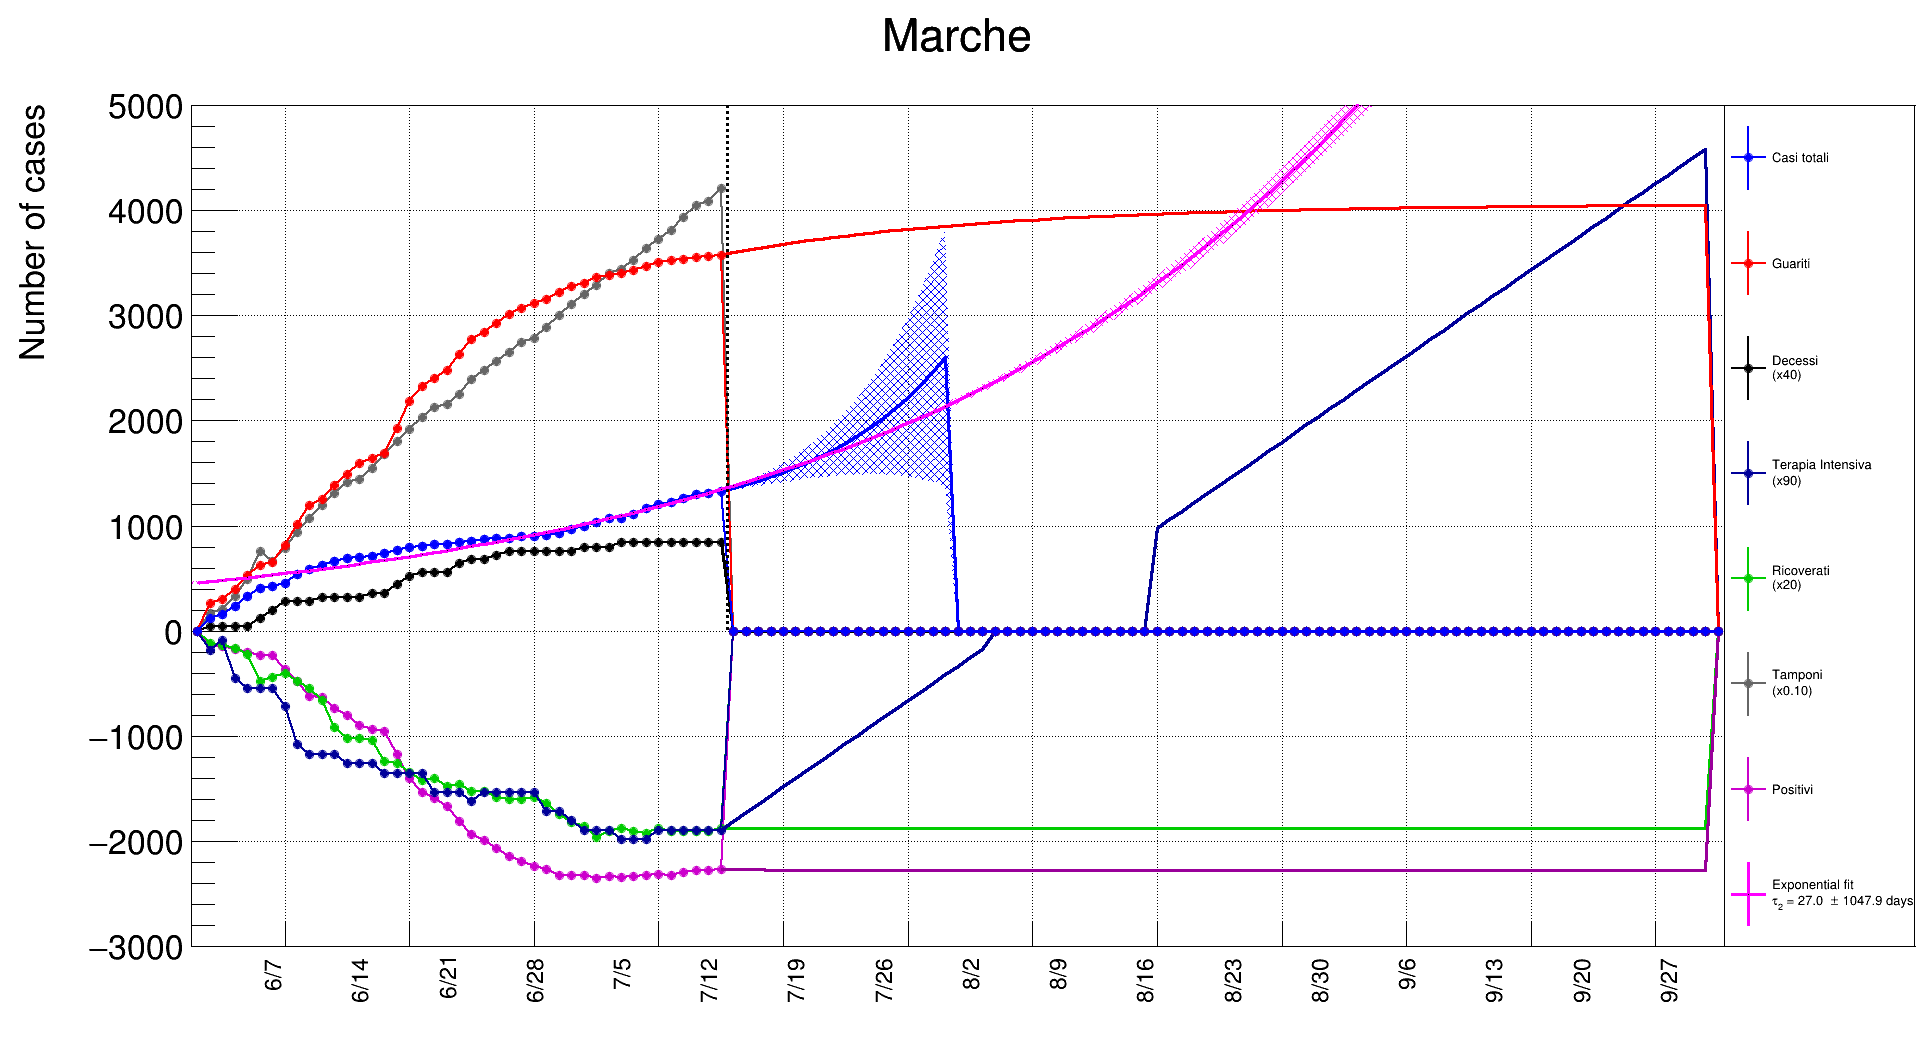 Marche
Number of cases
5000
4000
3000
2000
1000
0
−1000
−2000
−3000
6/7
6/14
6/21
6/28
7/5
7/12
7/19
7/26
8/2
8/9
8/16
8/23
8/30
9/6
9/13
9/20
9/27
Casi totali
Guariti
Decessi
(x40)
Terapia Intensiva
(x90)
Ricoverati
(x20)
Tamponi
(x0.10)
Positivi
Exponential fit
τ2 = 27.0 ± 1047.9 days